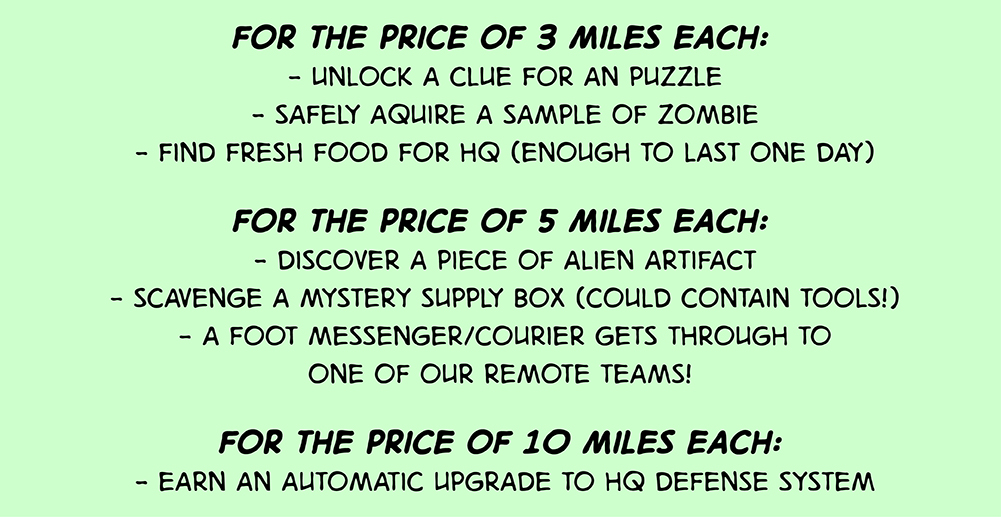 FOR THE PRICE OF 3 MILES EACH:
- UNLOCK A CLUE FOR AN PUZZLE
- SAFELY AQUIRE A SAMPLE OF ZOMBIE
- FIND FRESH FOOD FOR HQ (ENOUGH TO LAST ONE DAY)
FOR THE PRICE OF 5 MILES EACH:
- DISCOVER A PIECE OF ALIEN ARTIFACT
- SCAVENGE A MYSTERY SUPPLY BOX (COULD CONTAIN TOOLS!)
- A FOOT MESSENGER/COURIER GETS THROUGH TO
ONE OF OUR REMOTE TEAMS!
FOR THE PRICE OF 10 MILES EACH:
- EARN AN AUTOMATIC UPGRADE TO HQ DEFENSE SYSTEM